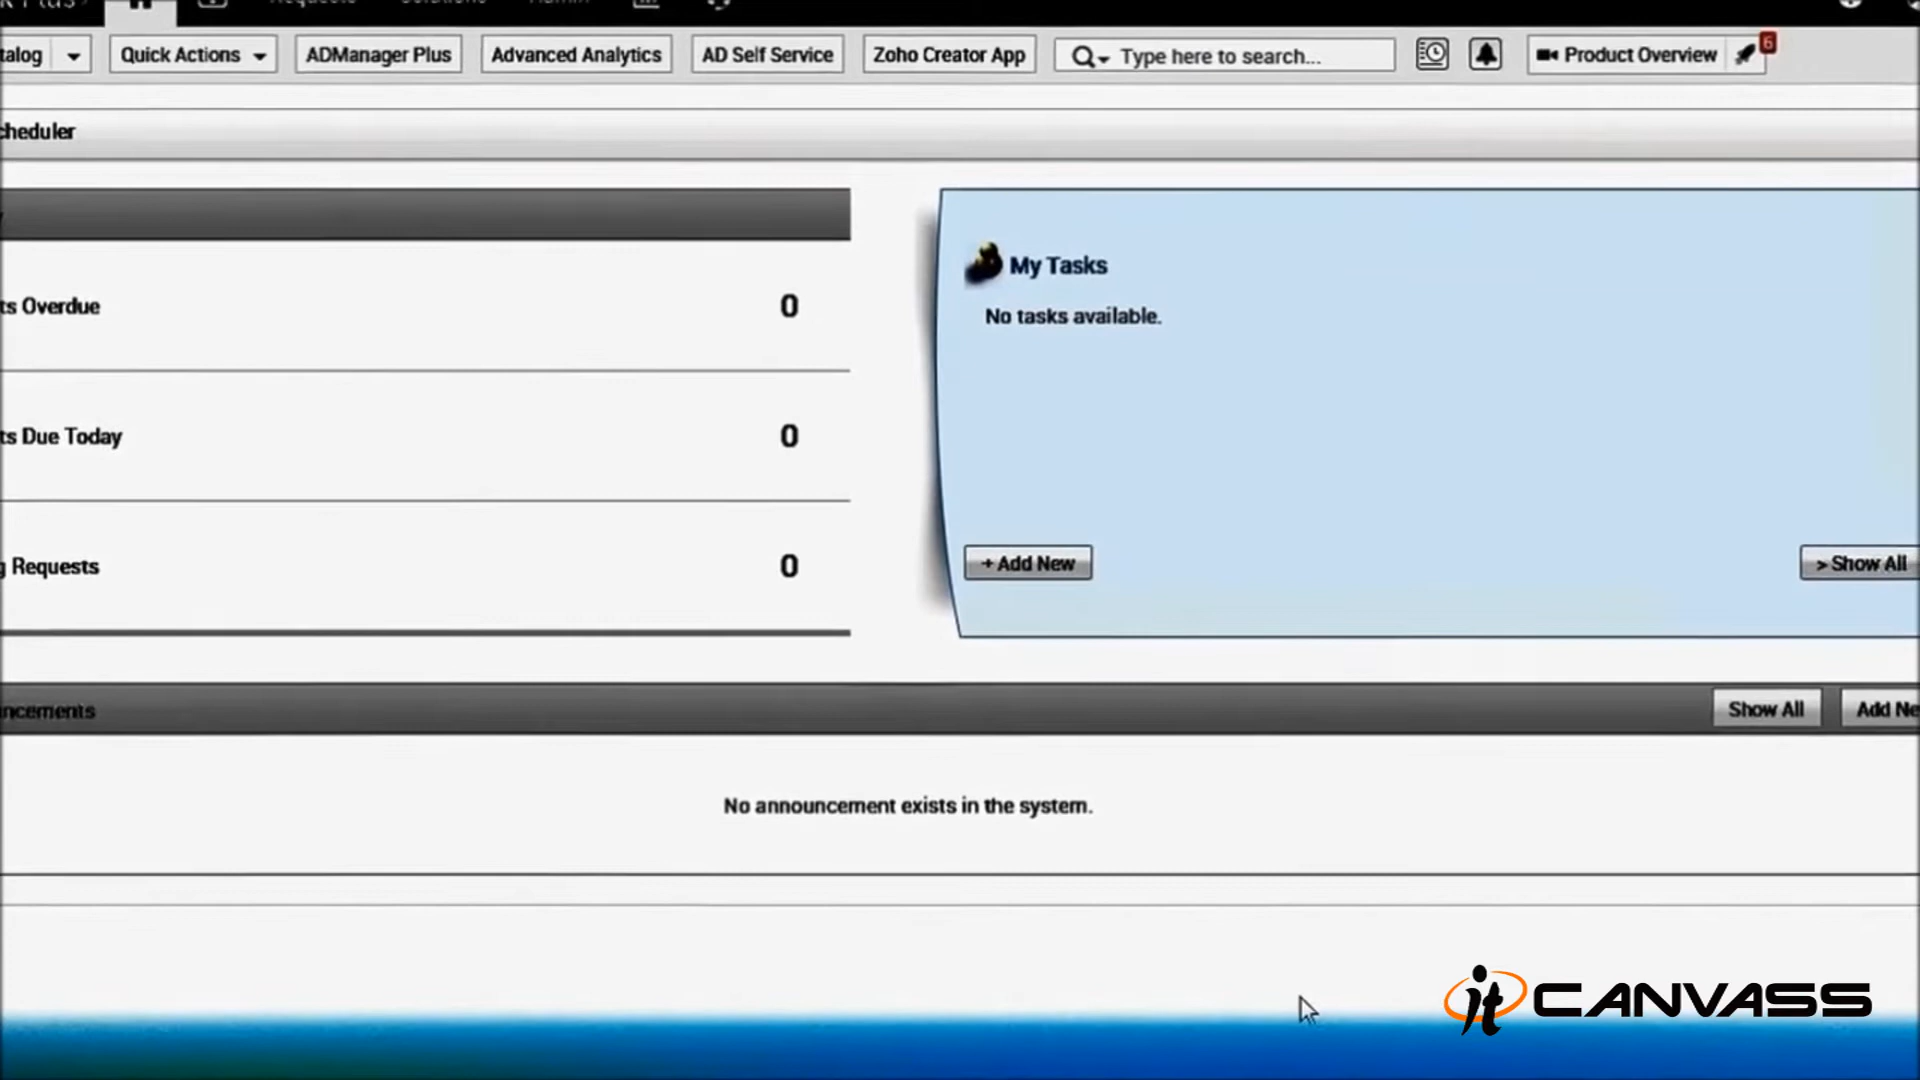 talog
Quick Actions
ADManager Plus
Advanced Analytics
AD Self Service
Zoho Creator App
Type here to search...
Product Overview
6
cheduler
ts Overdue
0
ts Due Today
0
g Requests
0
My Tasks
No tasks available.
+ Add New
> Show All
ncements
Show All
Add Ne
No announcement exists in the system.
it CANVASS